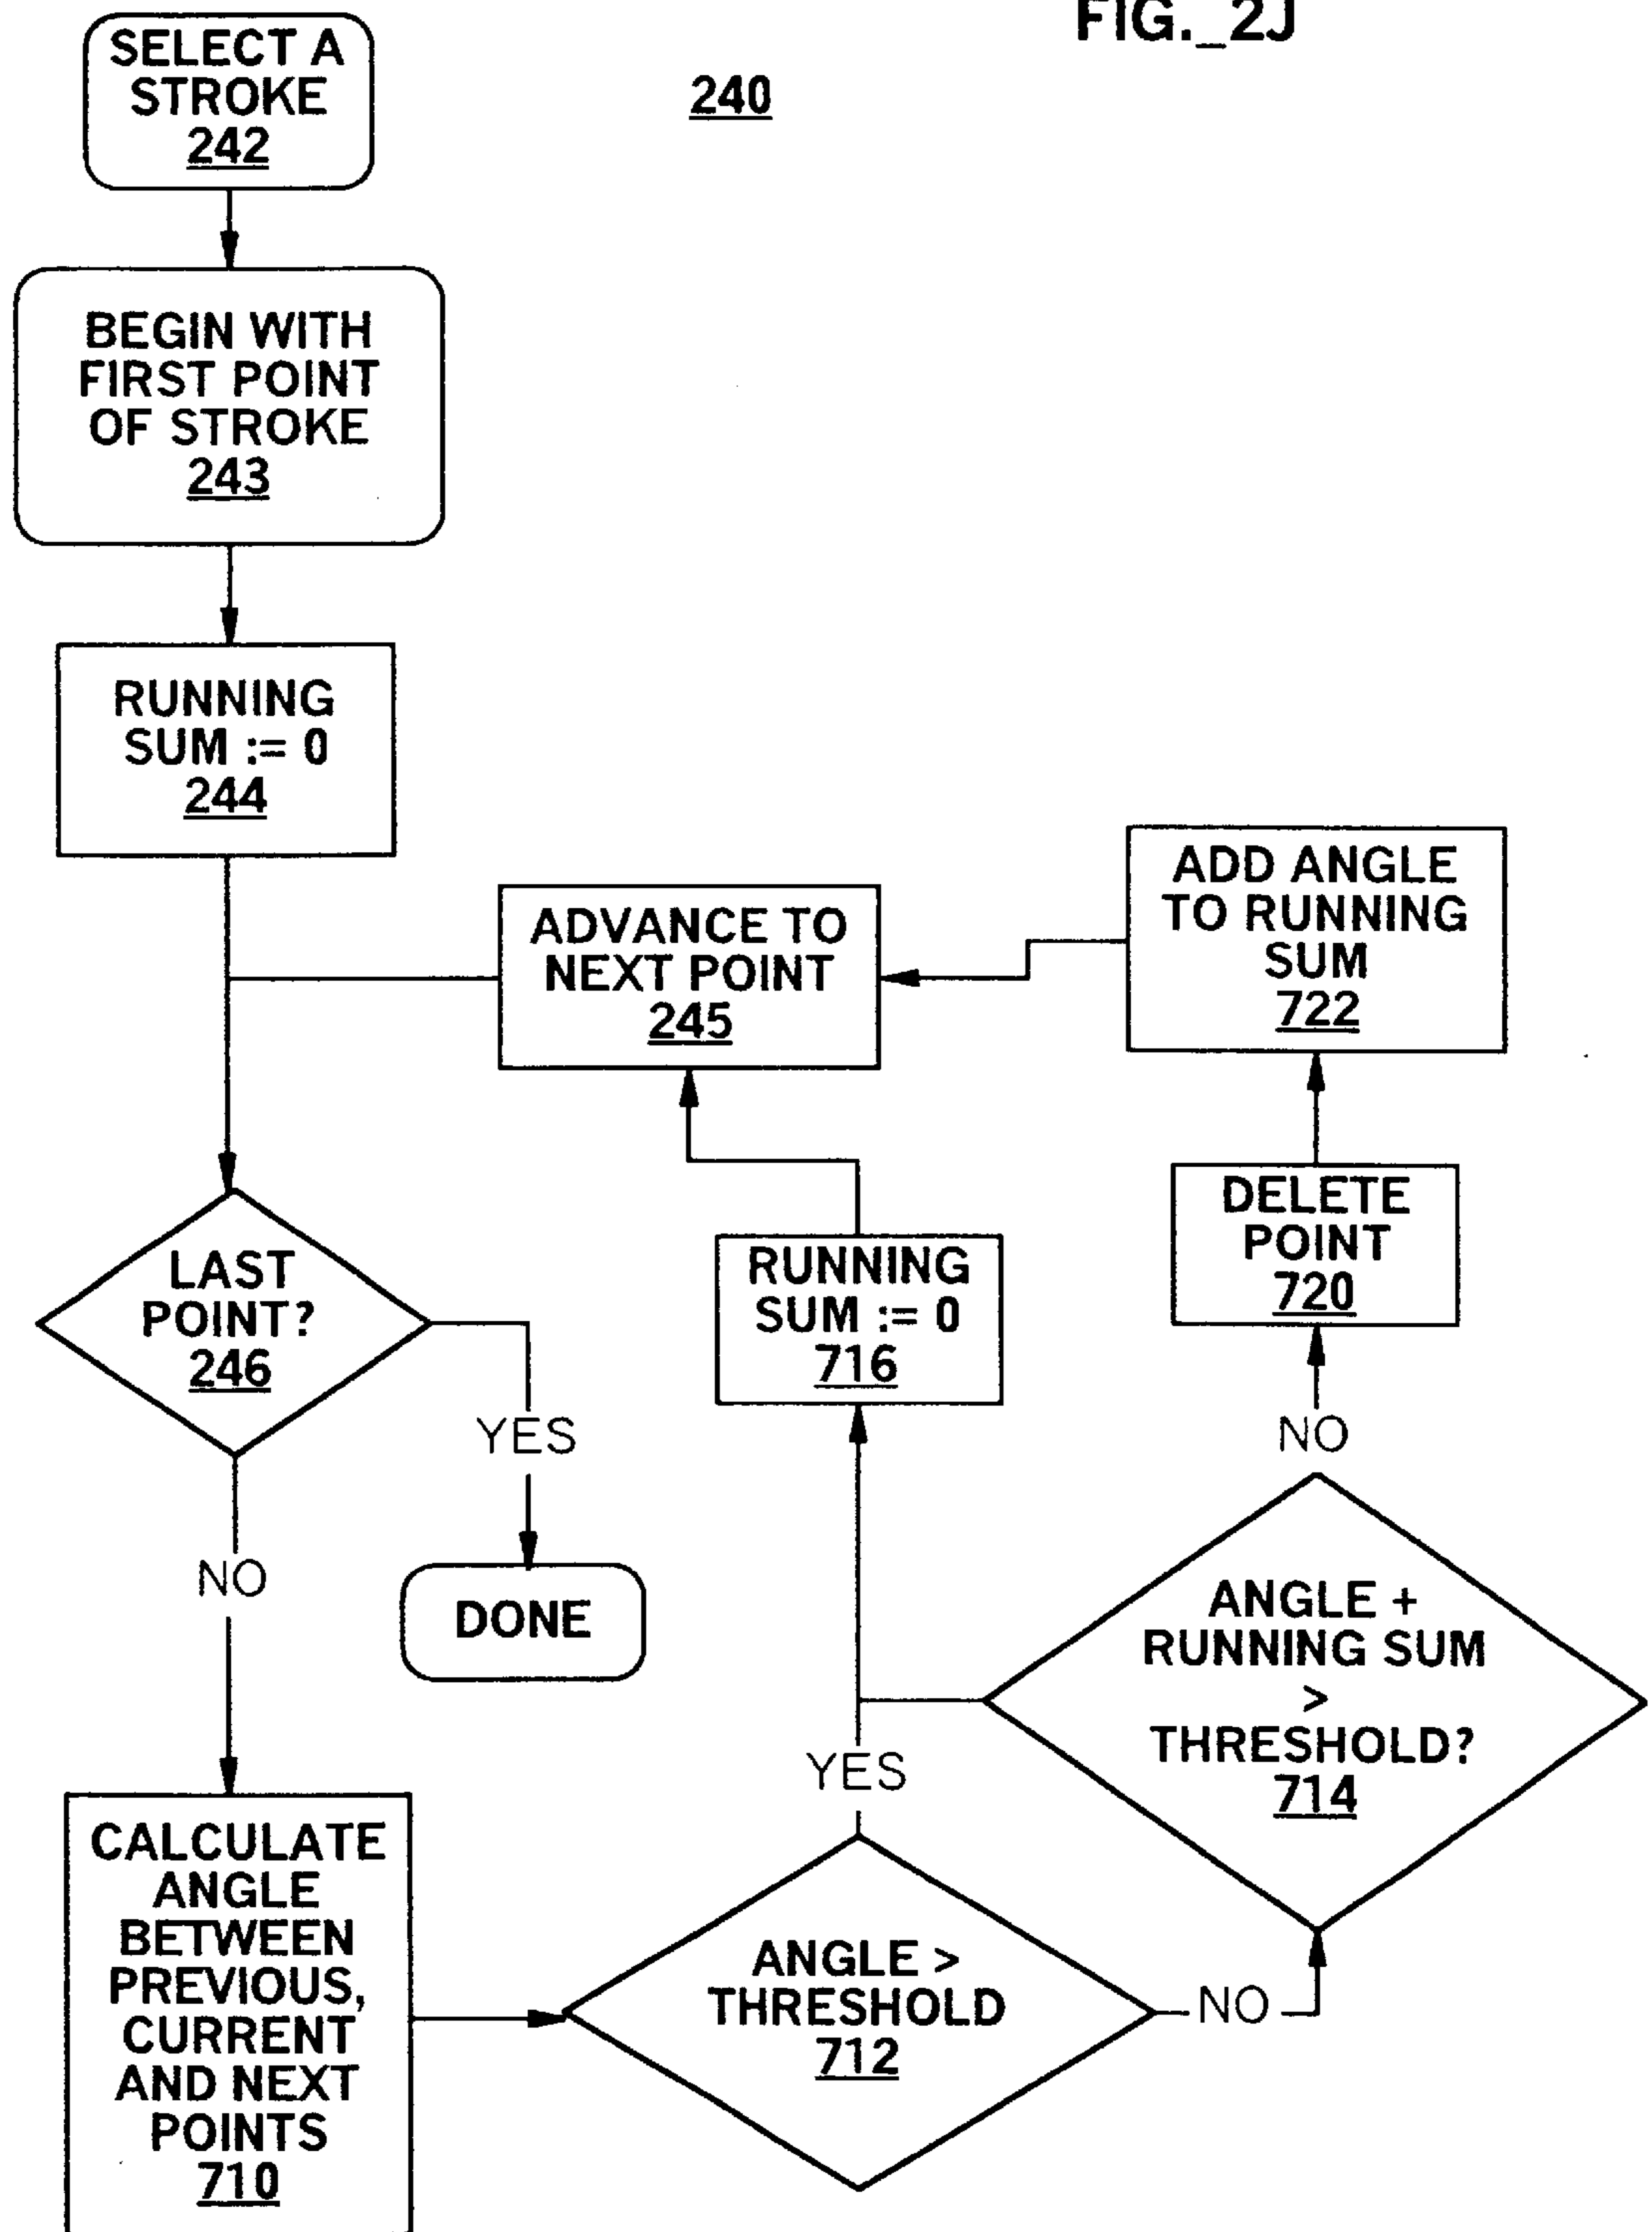 FIG._2J
240
SELECT A
STROKE
242
BEGIN WITH
FIRST POINT
OF STROKE
243
RUNNING
SUM := 0
244
ADVANCE TO
NEXT POINT
245
ADD ANGLE
TO RUNNING
SUM
722
DELETE
POINT
720
RUNNING
SUM := 0
716
LAST
POINT?
246
YES
NO
DONE
NO
ANGLE +
RUNNING SUM
>
THRESHOLD?
714
YES
CALCULATE
ANGLE
BETWEEN
PREVIOUS,
CURRENT
AND NEXT
POINTS
710
ANGLE >
THRESHOLD
712
NO